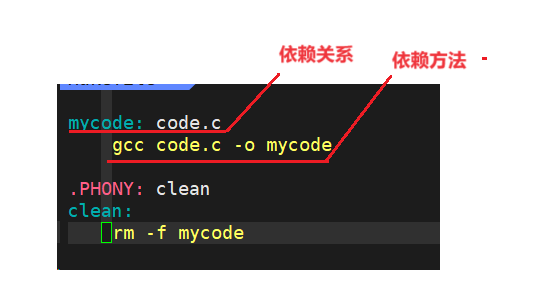 依赖关系
依赖方法
mycode: code.c
gcc code.c -o mycode
.PHONY: clean
clean:
rm -f mycode